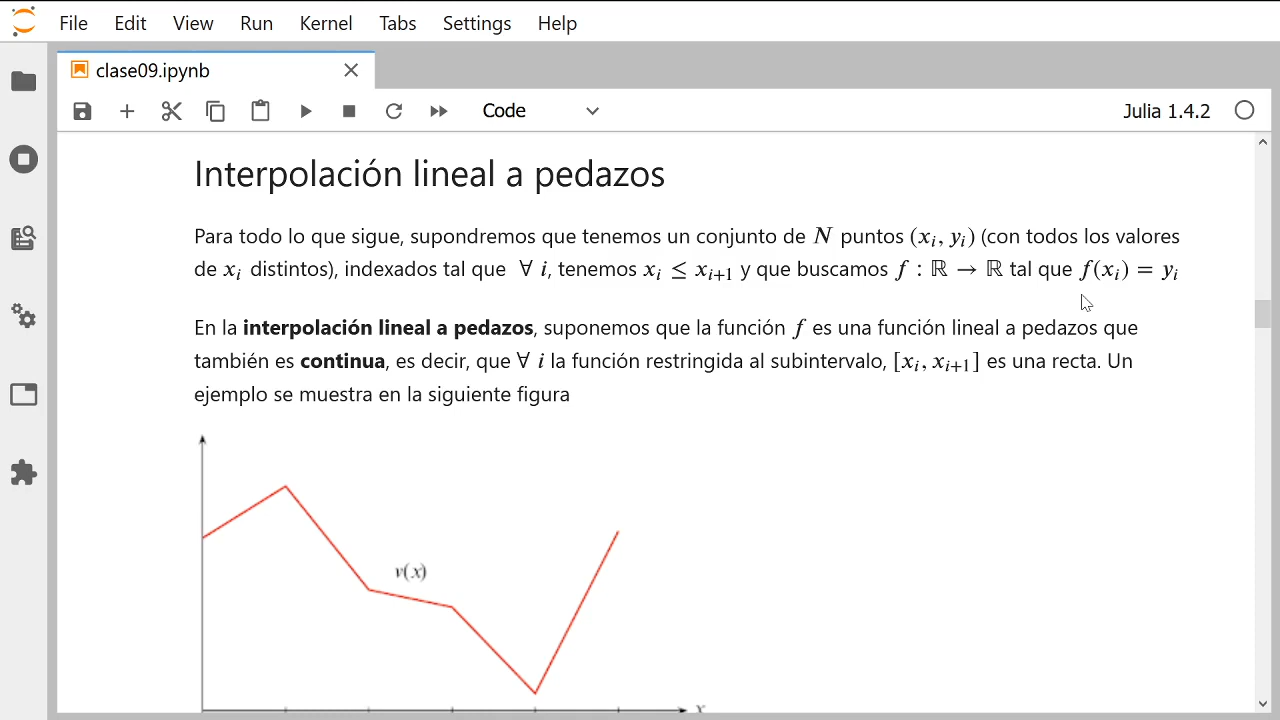 File Edit View Run Kernel Tabs Settings Help
clase09.ipynb
Code Julia 1.4.2
Interpolación lineal a pedazos
Para todo lo que sigue, supondremos que tenemos un conjunto de N puntos (xᵢ, yᵢ) (con todos los valores
de xᵢ distintos), indexados tal que ∀ i, tenemos xᵢ ≤ xᵢ₊₁ y que buscamos f : ℝ → ℝ tal que f(xᵢ) = yᵢ
En la interpolación lineal a pedazos, suponemos que la función f es una función lineal a pedazos que
también es continua, es decir, que ∀ i la función restringida al subintervalo, [xᵢ, xᵢ₊₁] es una recta. Un
ejemplo se muestra en la siguiente figura
v(x)
x